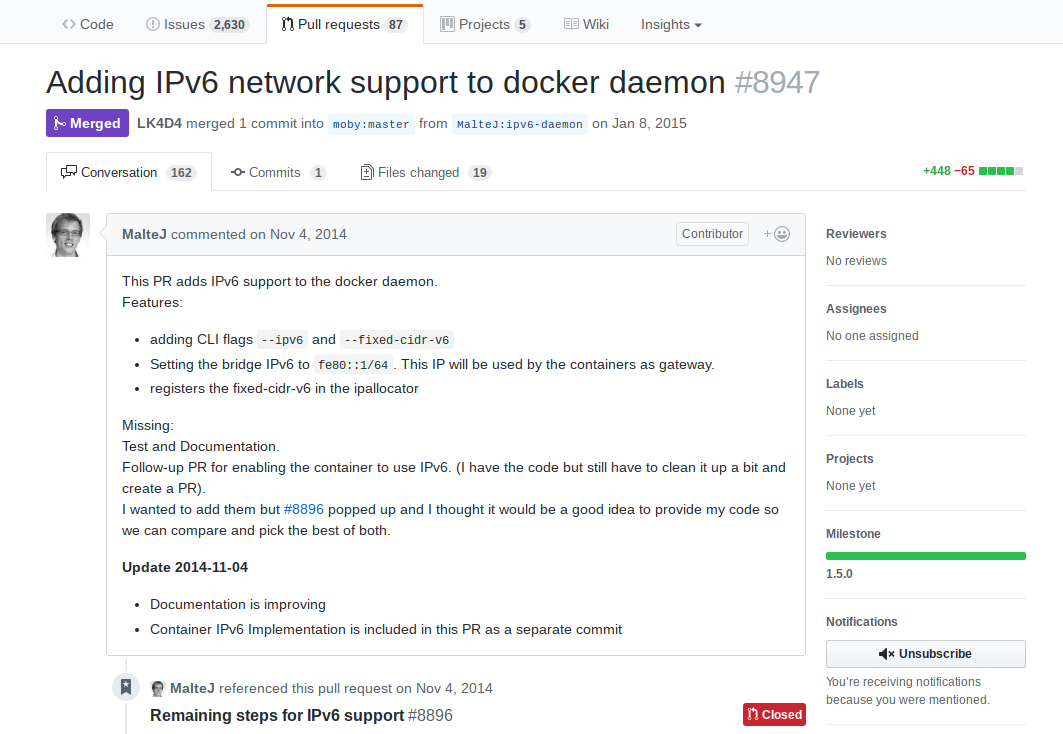 Code Issues 2,630 Pull requests 87 Projects 5 Wiki Insights
Adding IPv6 network support to docker daemon #8947
Merged LK4D4 merged 1 commit into moby:master from MalteJ:ipv6-daemon on Jan 8, 2015
Conversation 162 Commits 1 Files changed 19 +448 −65
MalteJ commented on Nov 4, 2014 Contributor +
This PR adds IPv6 support to the docker daemon.
Features:
• adding CLI flags --ipv6 and --fixed-cidr-v6
• Setting the bridge IPv6 to fe80::1/64 . This IP will be used by the containers as gateway.
• registers the fixed-cidr-v6 in the ipallocator
Missing:
Test and Documentation.
Follow-up PR for enabling the container to use IPv6. (I have the code but still have to clean it up a bit and
create a PR).
I wanted to add them but #8896 popped up and I thought it would be a good idea to provide my code so
we can compare and pick the best of both.
Update 2014-11-04
• Documentation is improving
• Container IPv6 Implementation is included in this PR as a separate commit
MalteJ referenced this pull request on Nov 4, 2014
Remaining steps for IPv6 support #8896
Closed
Reviewers
No reviews
Assignees
No one assigned
Labels
None yet
Projects
None yet
Milestone
1.5.0
Notifications
Unsubscribe
You’re receiving notifications
because you were mentioned.